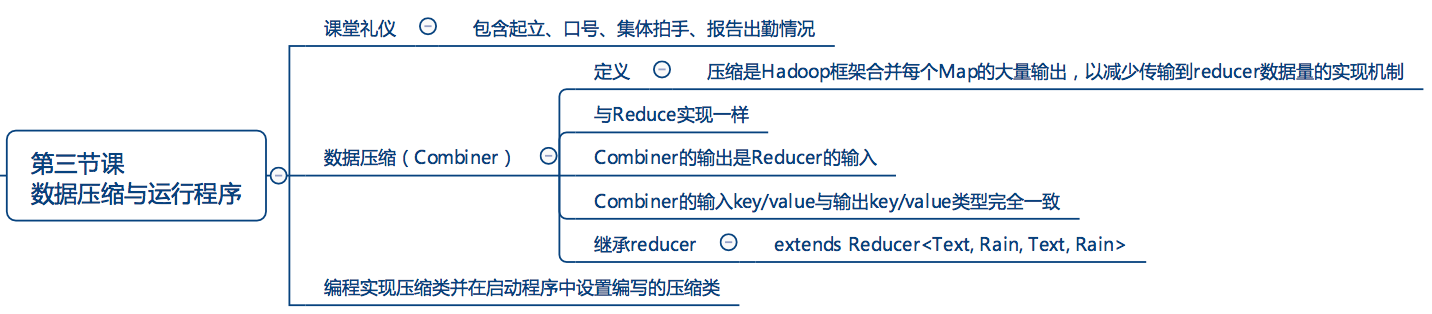 第三节课
数据压缩与运行程序
课堂礼仪
包含起立、口号、集体拍手、报告出勤情况
数据压缩（Combiner）
定义
压缩是Hadoop框架合并每个Map的大量输出，以减少传输到reducer数据量的实现机制
与Reduce实现一样
Combiner的输出是Reducer的输入
Combiner的输入key/value与输出key/value类型完全一致
继承reducer
extends Reducer<Text, Rain, Text, Rain>
编程实现压缩类并在启动程序中设置编写的压缩类